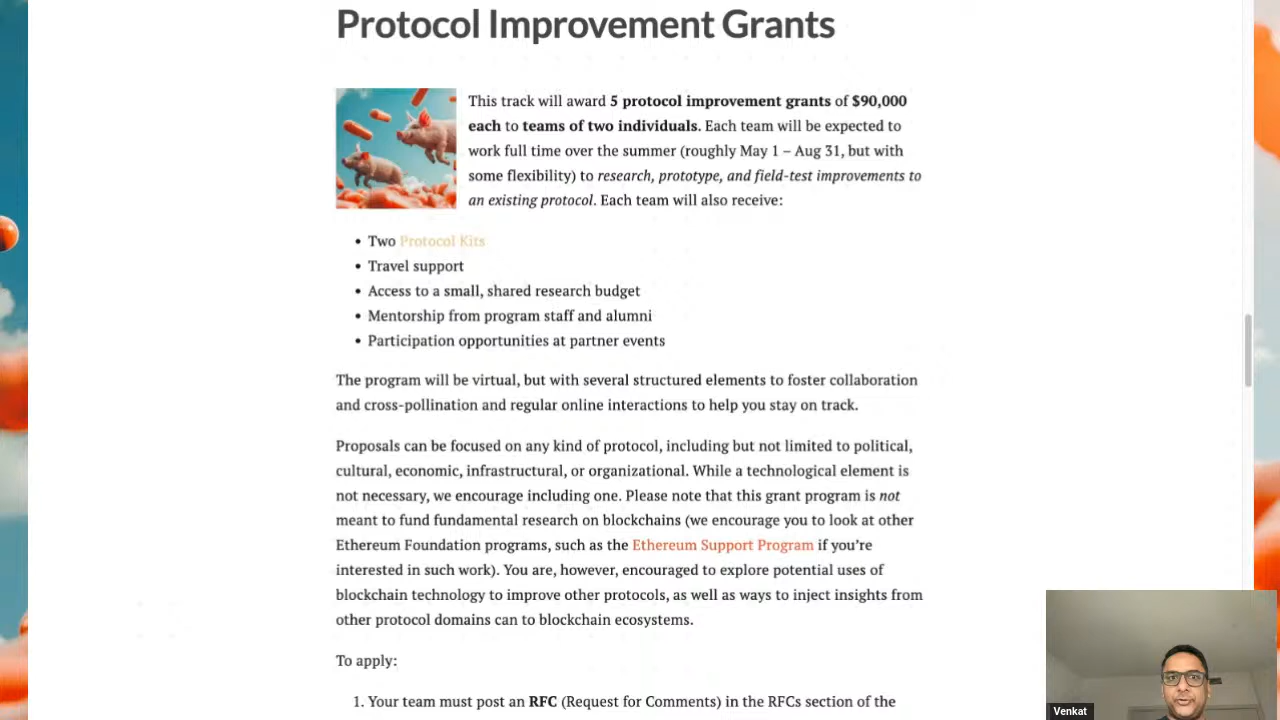 Protocol Improvement Grants
This track will award 5 protocol improvement grants of $90,000
each to teams of two individuals. Each team will be expected to
work full time over the summer (roughly May 1 – Aug 31, but with
some flexibility) to research, prototype, and field-test improvements to
an existing protocol. Each team will also receive:
• Two Protocol Kits
• Travel support
• Access to a small, shared research budget
• Mentorship from program staff and alumni
• Participation opportunities at partner events
The program will be virtual, but with several structured elements to foster collaboration
and cross-pollination and regular online interactions to help you stay on track.
Proposals can be focused on any kind of protocol, including but not limited to political,
cultural, economic, infrastructural, or organizational. While a technological element is
not necessary, we encourage including one. Please note that this grant program is not
meant to fund fundamental research on blockchains (we encourage you to look at other
Ethereum Foundation programs, such as the Ethereum Support Program if you're
interested in such work). You are, however, encouraged to explore potential uses of
blockchain technology to improve other protocols, as well as ways to inject insights from
other protocol domains can to blockchain ecosystems.
To apply:
1. Your team must post an RFC (Request for Comments) in the RFCs section of the
Venkat